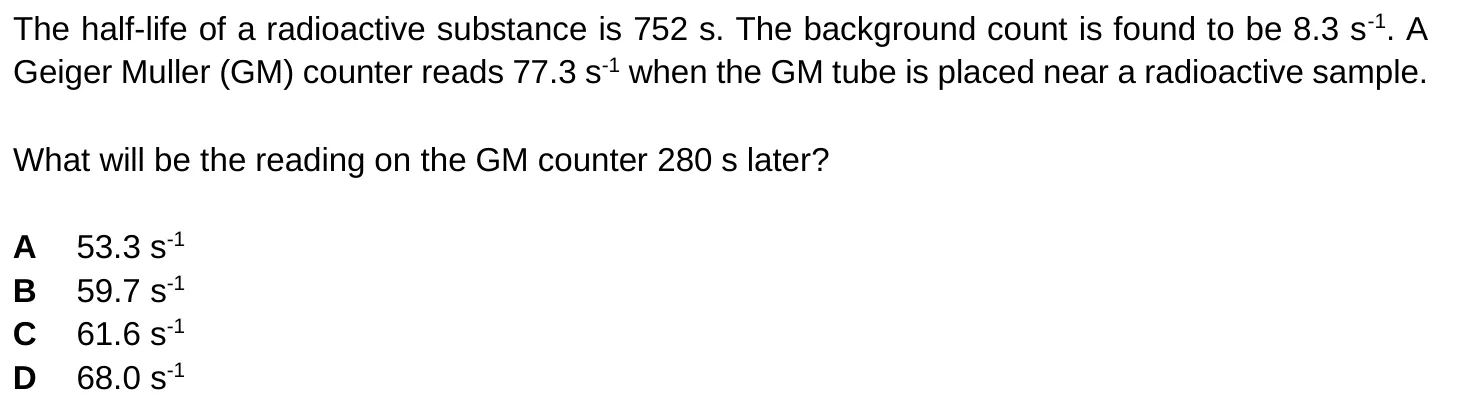 The half-life of a radioactive substance is 752 s. The background count is found to be 8.3 s⁻¹. A
Geiger Muller (GM) counter reads 77.3 s⁻¹ when the GM tube is placed near a radioactive sample.
What will be the reading on the GM counter 280 s later?
A 53.3 s⁻¹
B 59.7 s⁻¹
C 61.6 s⁻¹
D 68.0 s⁻¹